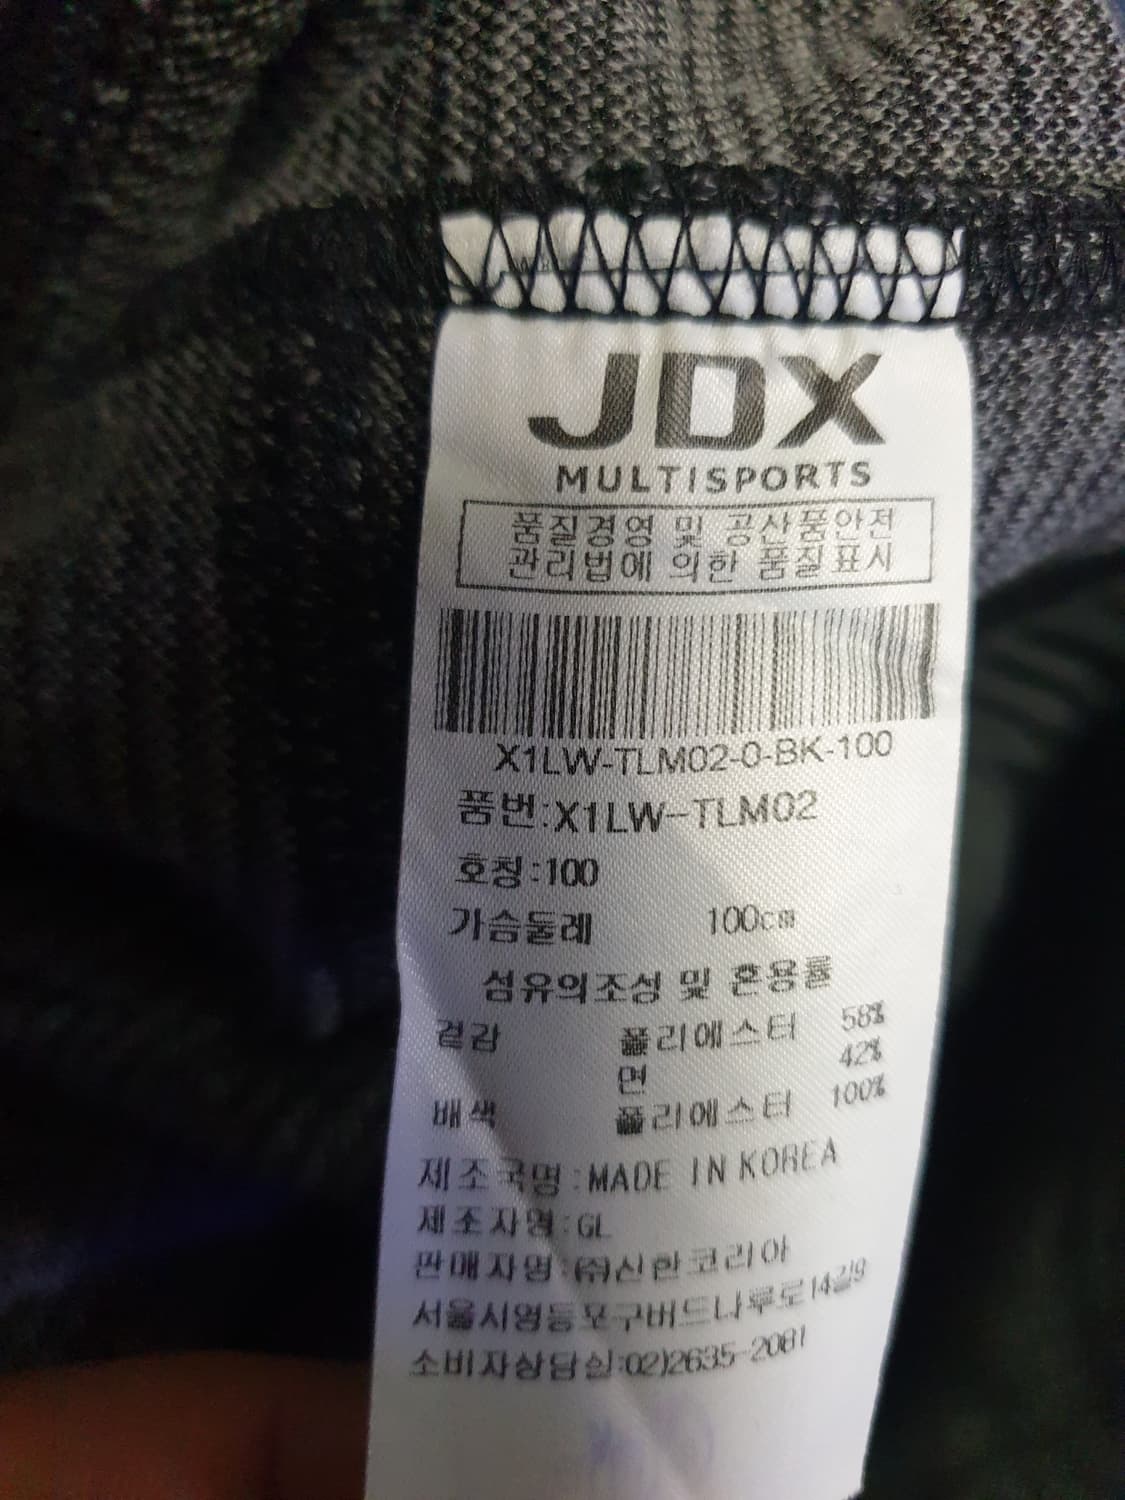 JDX
MULTISPORTS
품질경영 및 공산품안전
관리법에 의한 품질표시
X1LW-TLM02-0-BK-100
품번:X1LW-TLM02
호칭:100
가슴둘레 100cm
섬유의조성 및 혼용률
겉감 폴리에스터 58%
면 42%
배색 폴리에스터 100%
제조국명:MADE IN KOREA
제조자명:GL
판매자명:㈜신한코리아
서울시영등포구버드나루로14길9
소비자상담실:02)2635-2081